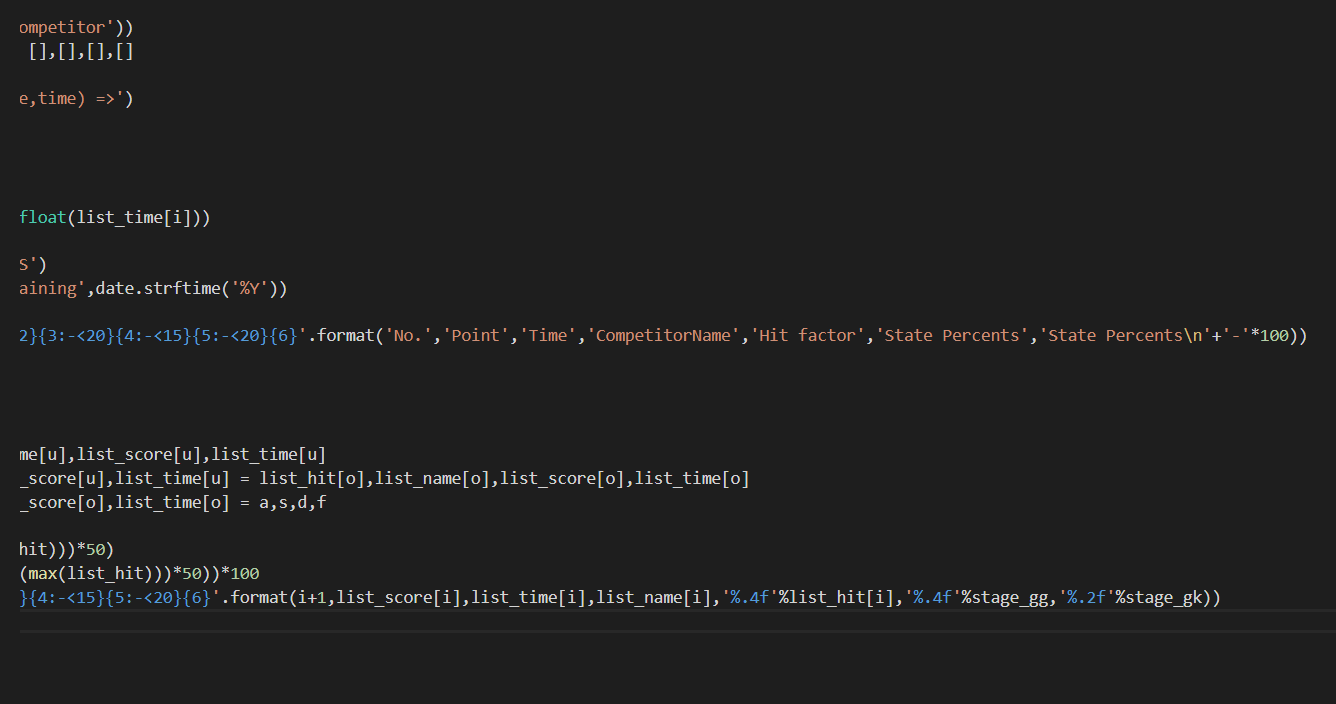 ompetitor'))
[],[],[],[]
e,time) =>')
float(list_time[i]))
S')
aining',date.strftime('%Y'))
2}{3:-<20}{4:-<15}{5:-<20}{6}'.format('No.','Point','Time','CompetitorName','Hit factor','State Percents','State Percents\n'+'-'*100))
me[u],list_score[u],list_time[u]
_score[u],list_time[u] = list_hit[o],list_name[o],list_score[o],list_time[o]
_score[o],list_time[o] = a,s,d,f
hit)))*50)
(max(list_hit)))*50))*100
}{4:-<15}{5:-<20}{6}'.format(i+1,list_score[i],list_time[i],list_name[i],'%.4f'%list_hit[i],'%.4f'%stage_gg,'%.2f'%stage_gk))